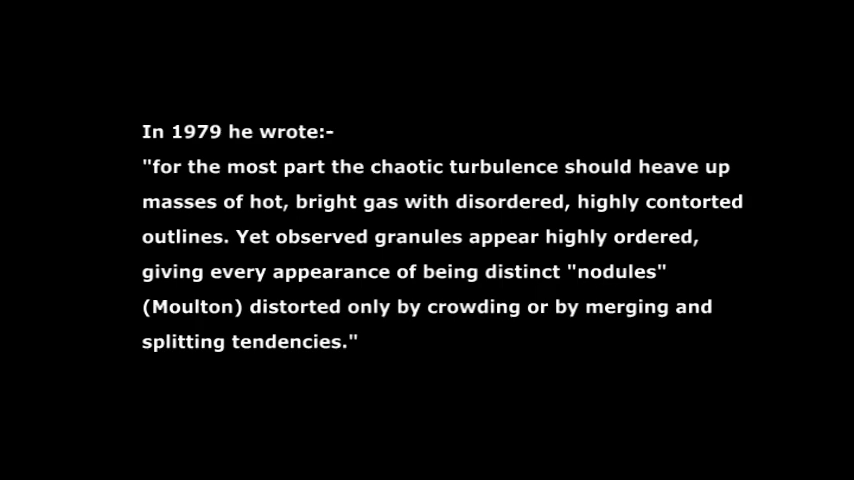 In 1979 he wrote:-
"for the most part the chaotic turbulence should heave up
masses of hot, bright gas with disordered, highly contorted
outlines. Yet observed granules appear highly ordered,
giving every appearance of being distinct "nodules"
(Moulton) distorted only by crowding or by merging and
splitting tendencies."